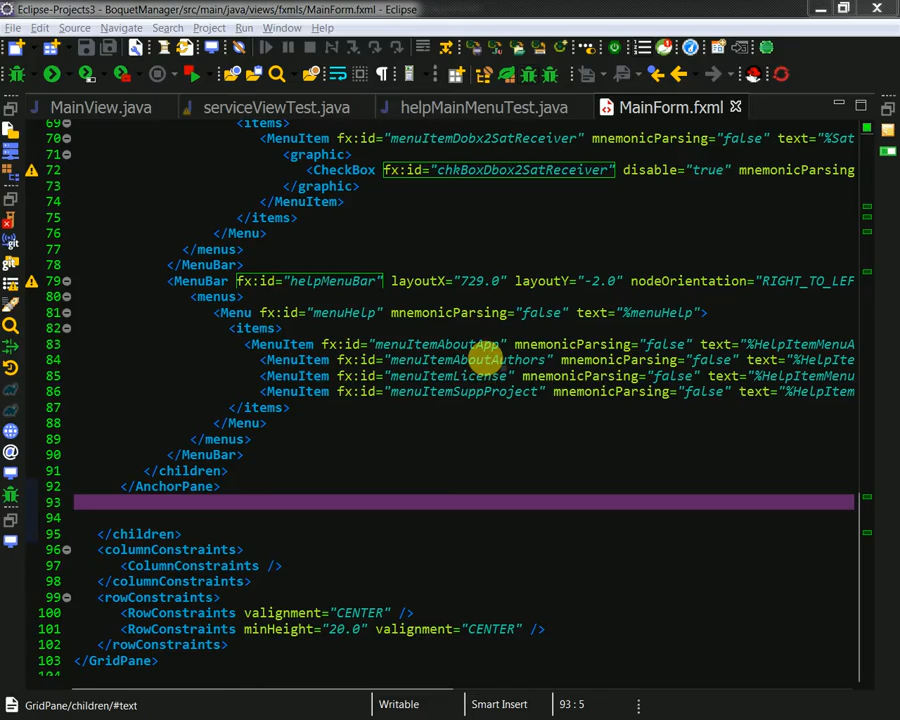 Eclipse-Projects3 - BoquetManager/src/main/java/views/fxmls/MainForm.fxml - Eclipse
File Edit Source Navigate Search Project Run Window Help
MainView.java serviceViewTest.java helpMainMenuTest.java MainForm.fxml
69 <items>
70 <MenuItem fx:id="menuItemDobx2SatReceiver" mnemonicParsing="false" text="%Sat
71 <graphic>
72 <CheckBox fx:id="chkBoxDbox2SatReceiver" disable="true" mnemonicParsing
73 </graphic>
74 </MenuItem>
75 </items>
76 </Menu>
77 </menus>
78 </MenuBar>
79 <MenuBar fx:id="helpMenuBar" layoutX="729.0" layoutY="-2.0" nodeOrientation="RIGHT_TO_LEF
80 <menus>
81 <Menu fx:id="menuHelp" mnemonicParsing="false" text="%menuHelp">
82 <items>
83 <MenuItem fx:id="menuItemAboutApp" mnemonicParsing="false" text="%HelpItemMenuA
84 <MenuItem fx:id="menuItemAboutAuthors" mnemonicParsing="false" text="%HelpIte
85 <MenuItem fx:id="menuItemLicense" mnemonicParsing="false" text="%HelpItemMenu
86 <MenuItem fx:id="menuItemSuppProject" mnemonicParsing="false" text="%HelpItem
87 </items>
88 </Menu>
89 </menus>
90 </MenuBar>
91 </children>
92 </AnchorPane>
93
94
95 </children>
96 <columnConstraints>
97 <ColumnConstraints />
98 </columnConstraints>
99 <rowConstraints>
100 <RowConstraints valignment="CENTER" />
101 <RowConstraints minHeight="20.0" valignment="CENTER" />
102 </rowConstraints>
103 </GridPane>
104
GridPane/children/#text Writable Smart Insert 93 : 5